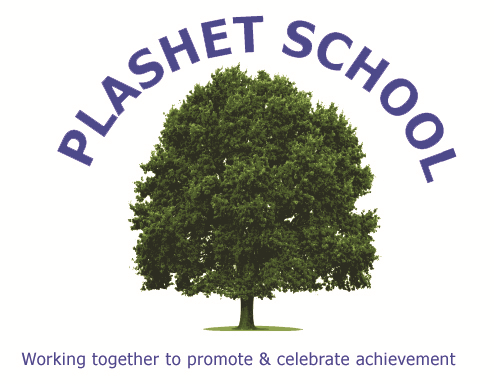 PLASHET SCHOOL
Working together to promote & celebrate achievement